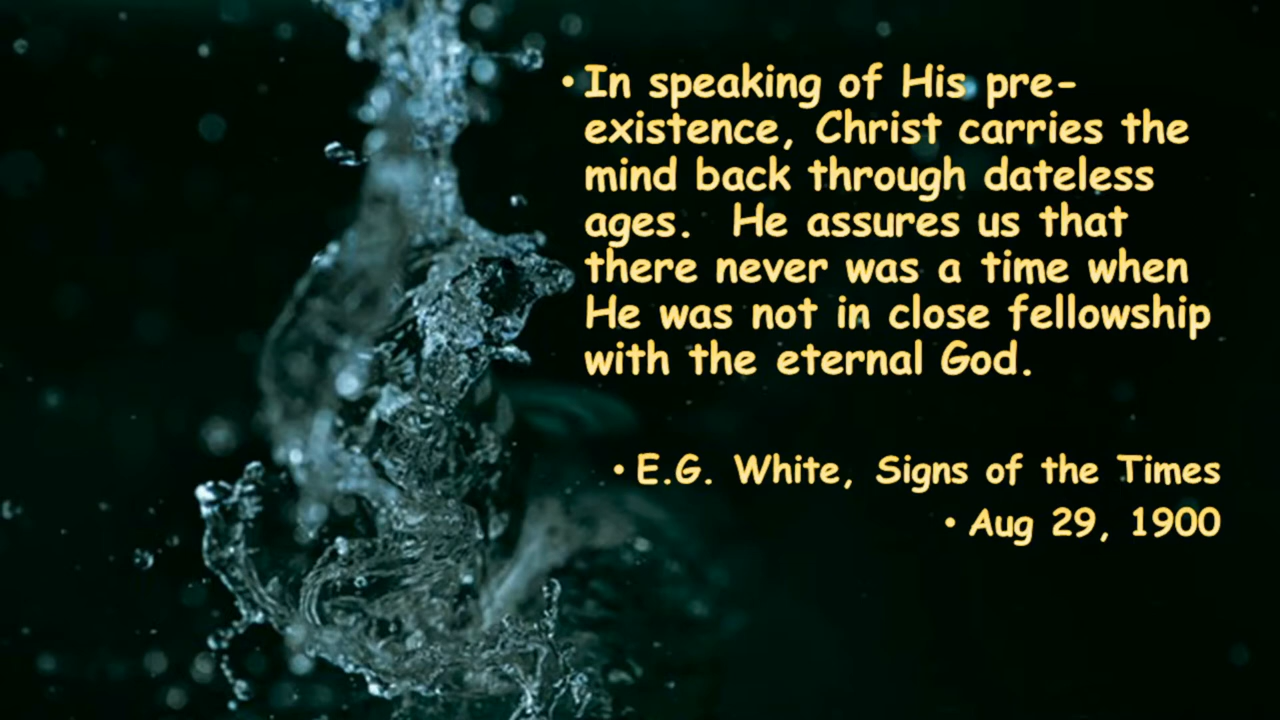 • In speaking of His pre-
existence, Christ carries the
mind back through dateless
ages.  He assures us that
there never was a time when
He was not in close fellowship
with the eternal God.
• E.G. White, Signs of the Times
• Aug 29, 1900